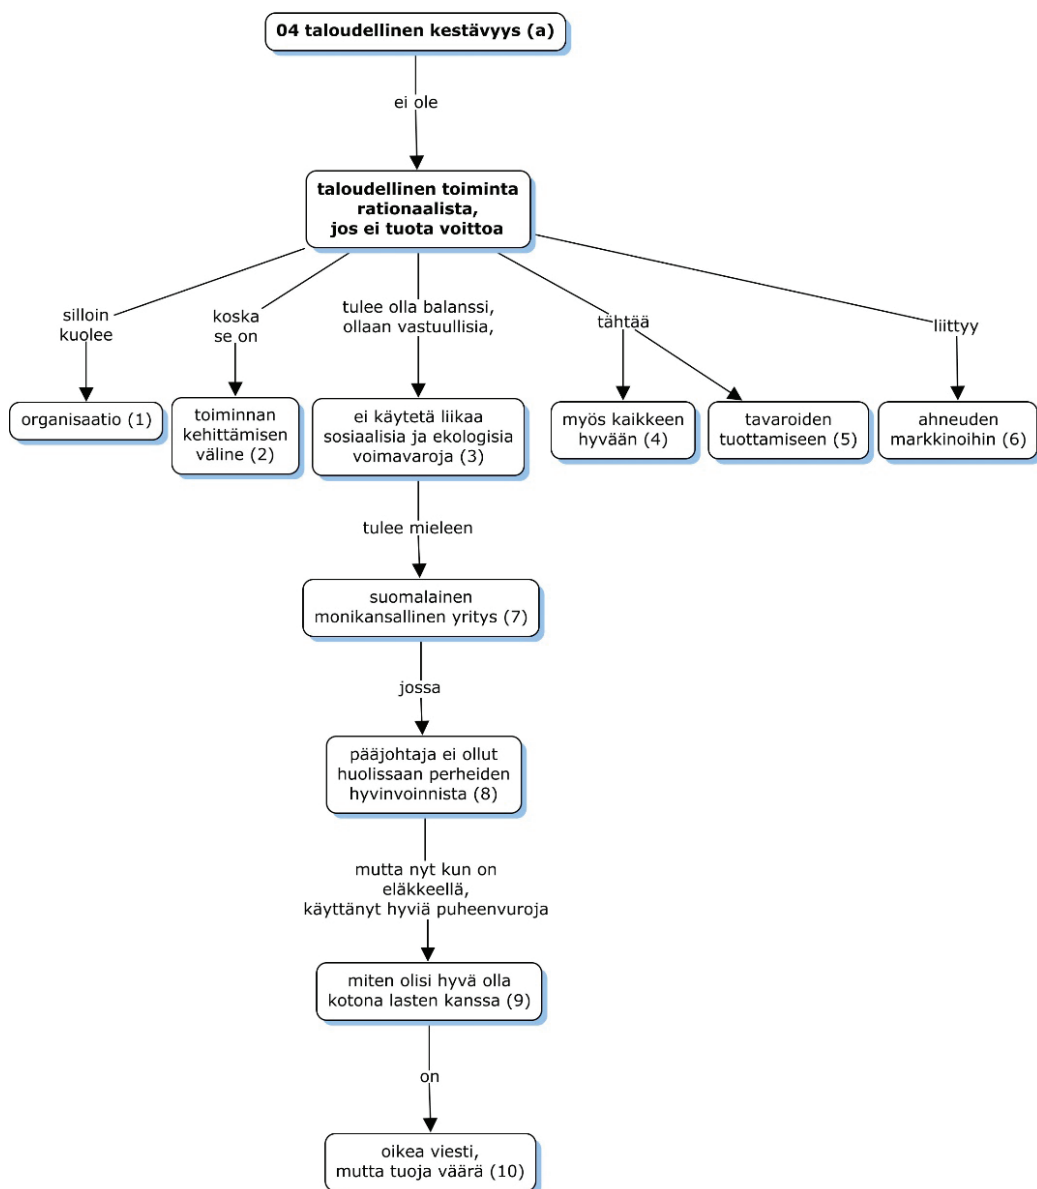 04 taloudellinen kestävyys (a)
ei ole
taloudellinen toiminta
rationaalista,
jos ei tuota voittoa
silloin
kuolee
koska
se on
tulee olla balanssi,
ollaan vastuullisia,
tähtää
liittyy
organisaatio (1)
toiminnan
kehittämisen
väline (2)
ei käytetä liikaa
sosiaalisia ja ekologisia
voimavaroja (3)
myös kaikkeen
hyvään (4)
tavaroiden
tuottamiseen (5)
ahneuden
markkinoihin (6)
tulee mieleen
suomalainen
monikansallinen yritys (7)
jossa
pääjohtaja ei ollut
huolissaan perheiden
hyvinvoinnista (8)
mutta nyt kun on
eläkkeellä,
käyttänyt hyviä puheenvuroja
miten olisi hyvä olla
kotona lasten kanssa (9)
on
oikea viesti,
mutta tuoja väärä (10)